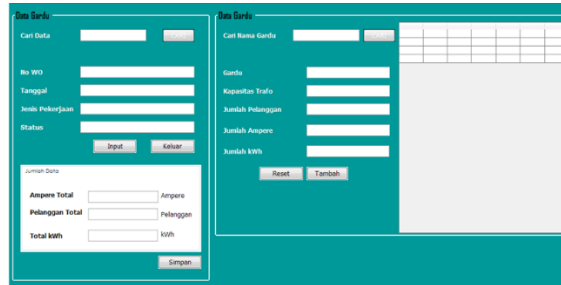 Data Gardu
Cari Data
No WO
Tanggal
Jenis Pekerjaan
Status
Input
Keluar
Jumlah Data
Ampere Total
Ampere
Pelanggan Total
Pelanggan
Total kWh
kWh
Simpan
Data Gardu
Cari Nama Gardu
Gardu
Kapasitas Trafo
Jumlah Pelanggan
Jumlah Ampere
Jumlah kWh
Reset
Tambah